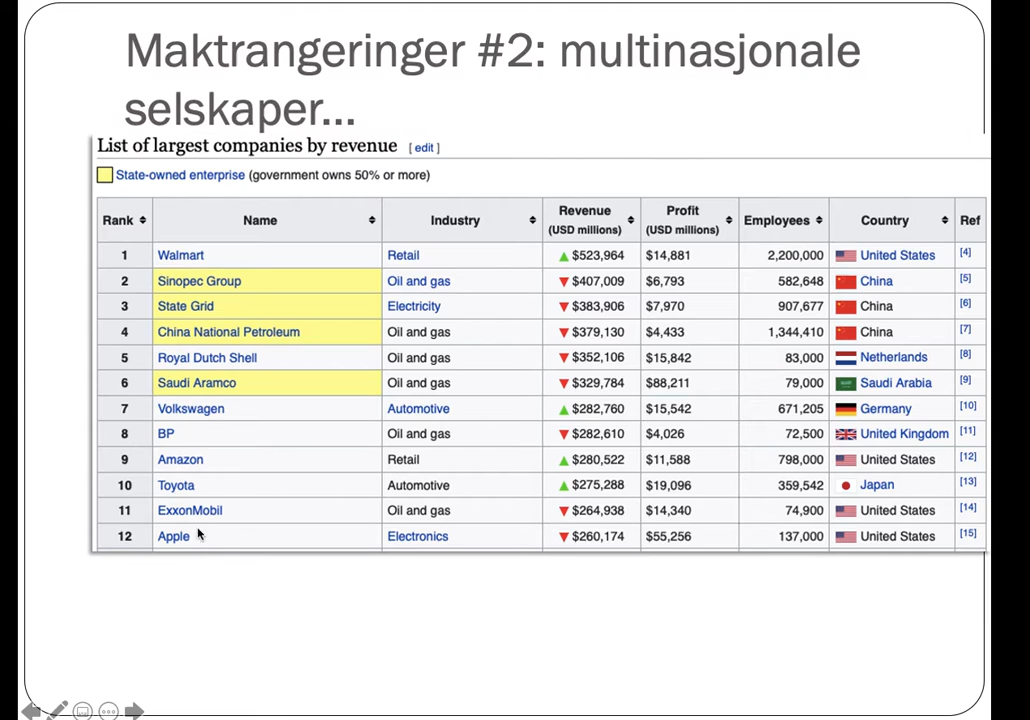 Maktrangeringer #2: multinasjonale
selskaper...
List of largest companies by revenue [ edit ]
State-owned enterprise (government owns 50% or more)
Rank Name Industry Revenue (USD millions) Profit (USD millions) Employees Country Ref
1 Walmart Retail $523,964 $14,881 2,200,000 United States [4]
2 Sinopec Group Oil and gas $407,009 $6,793 582,648 China [5]
3 State Grid Electricity $383,906 $7,970 907,677 China [6]
4 China National Petroleum Oil and gas $379,130 $4,433 1,344,410 China [7]
5 Royal Dutch Shell Oil and gas $352,106 $15,842 83,000 Netherlands [8]
6 Saudi Aramco Oil and gas $329,784 $88,211 79,000 Saudi Arabia [9]
7 Volkswagen Automotive $282,760 $15,542 671,205 Germany [10]
8 BP Oil and gas $282,610 $4,026 72,500 United Kingdom [11]
9 Amazon Retail $280,522 $11,588 798,000 United States [12]
10 Toyota Automotive $275,288 $19,096 359,542 Japan [13]
11 ExxonMobil Oil and gas $264,938 $14,340 74,900 United States [14]
12 Apple Electronics $260,174 $55,256 137,000 United States [15]